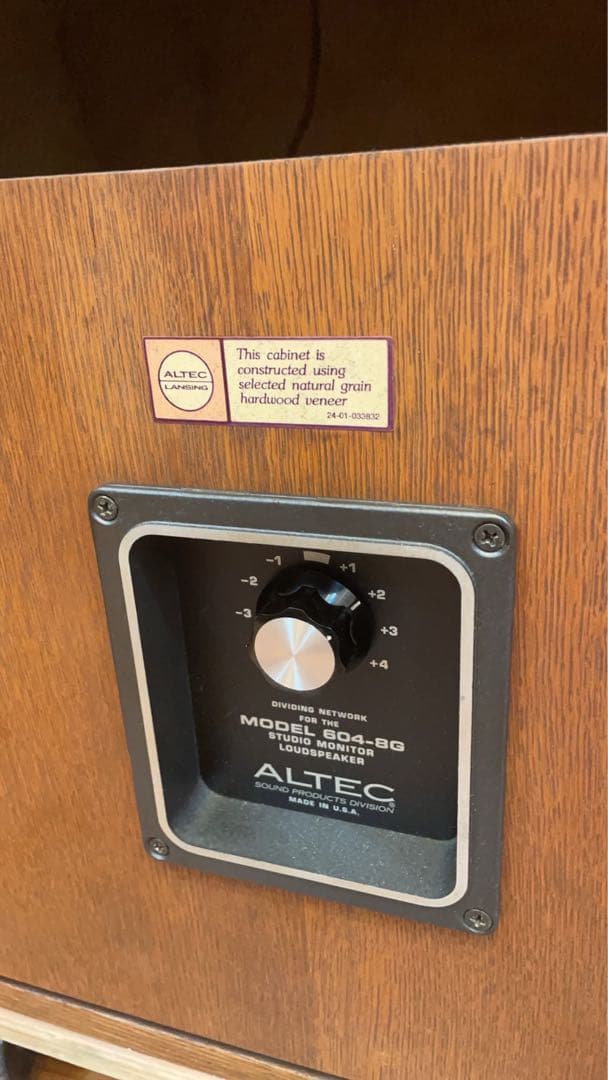 ALTEC
LANSING
This cabinet is
constructed using
selected natural grain
hardwood veneer
24-01-033832
-1
+1
-2
+2
-3
+3
+4
DIVIDING NETWORK
FOR THE
MODEL 604-8G
STUDIO MONITOR
LOUDSPEAKER
ALTEC®
SOUND PRODUCTS DIVISION
MADE IN U.S.A.